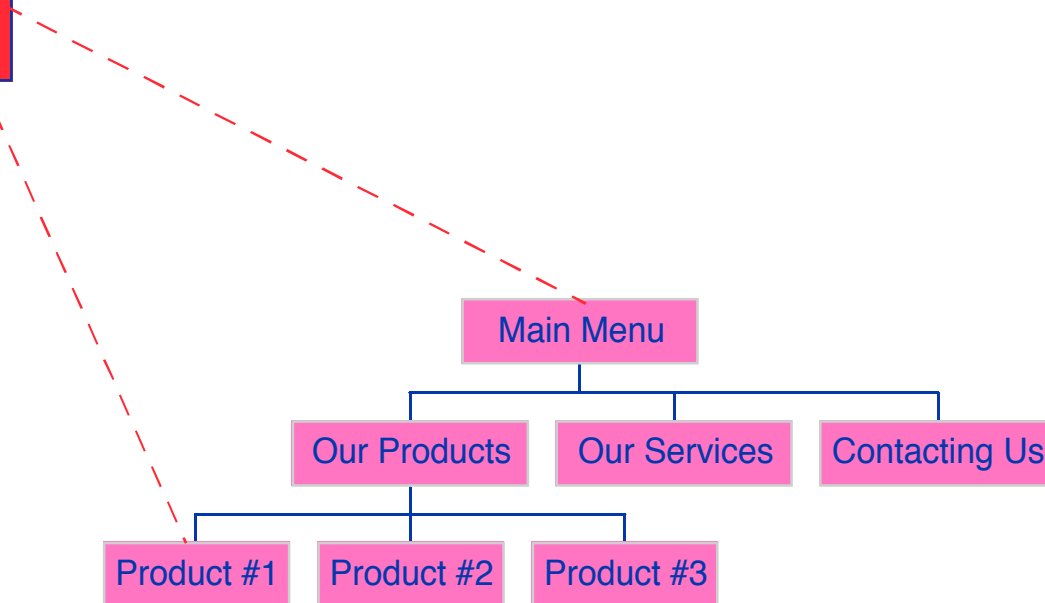 Main Menu
Our Products
Our Services
Contacting Us
Product #1
Product #2
Product #3